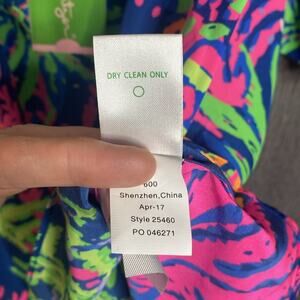 DRY CLEAN ONLY
600
Shenzhen,China
Apr-17
Style 25460
PO 046271